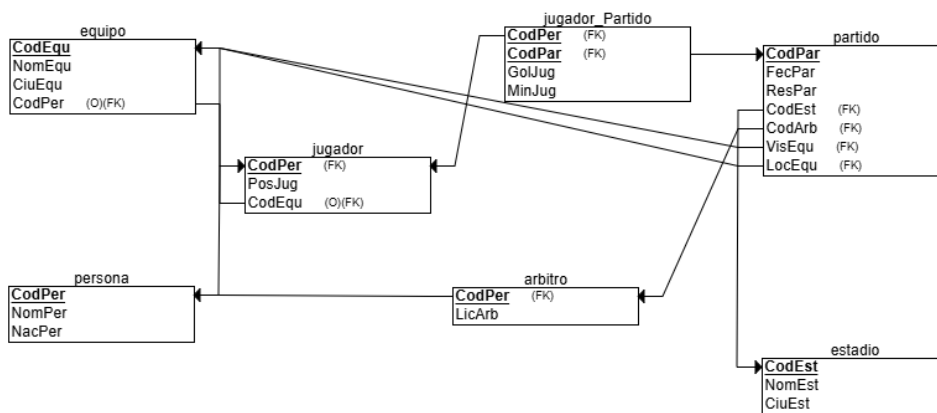 equipo
CodEqu
NomEqu
CiuEqu
CodPer (O)(FK)
jugador_Partido
CodPer (FK)
CodPar (FK)
GolJug
MinJug
partido
CodPar
FecPar
ResPar
CodEst (FK)
CodArb (FK)
VisEqu (FK)
LocEqu (FK)
jugador
CodPer (FK)
PosJug
CodEqu (O)(FK)
persona
CodPer
NomPer
NacPer
arbitro
CodPer (FK)
LicArb
estadio
CodEst
NomEst
CiuEst